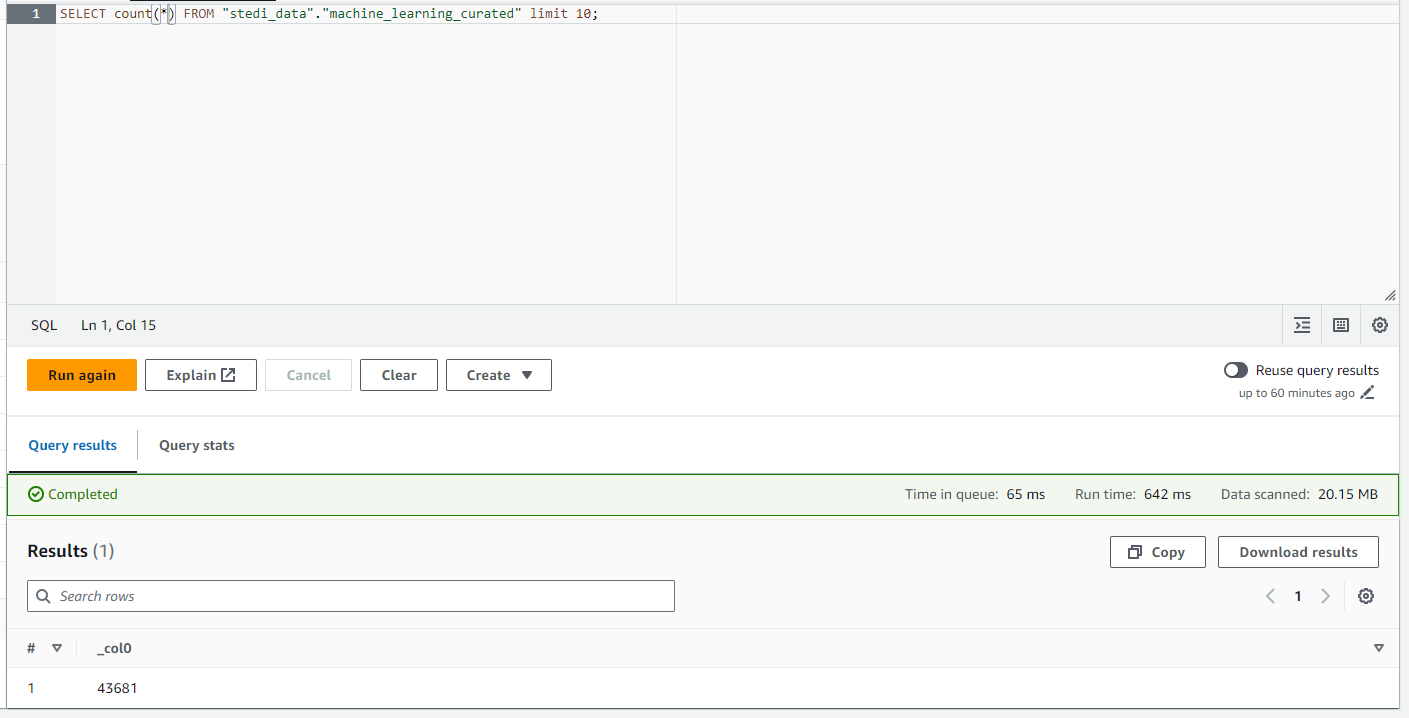 1 SELECT count(*) FROM "stedi_data"."machine_learning_curated" limit 10;
SQL Ln 1, Col 15
Run again Explain Cancel Clear Create Reuse query results
up to 60 minutes ago
Query results Query stats
Completed Time in queue: 65 ms Run time: 642 ms Data scanned: 20.15 MB
Results (1) Copy Download results
Search rows 1
# _col0
1 43681